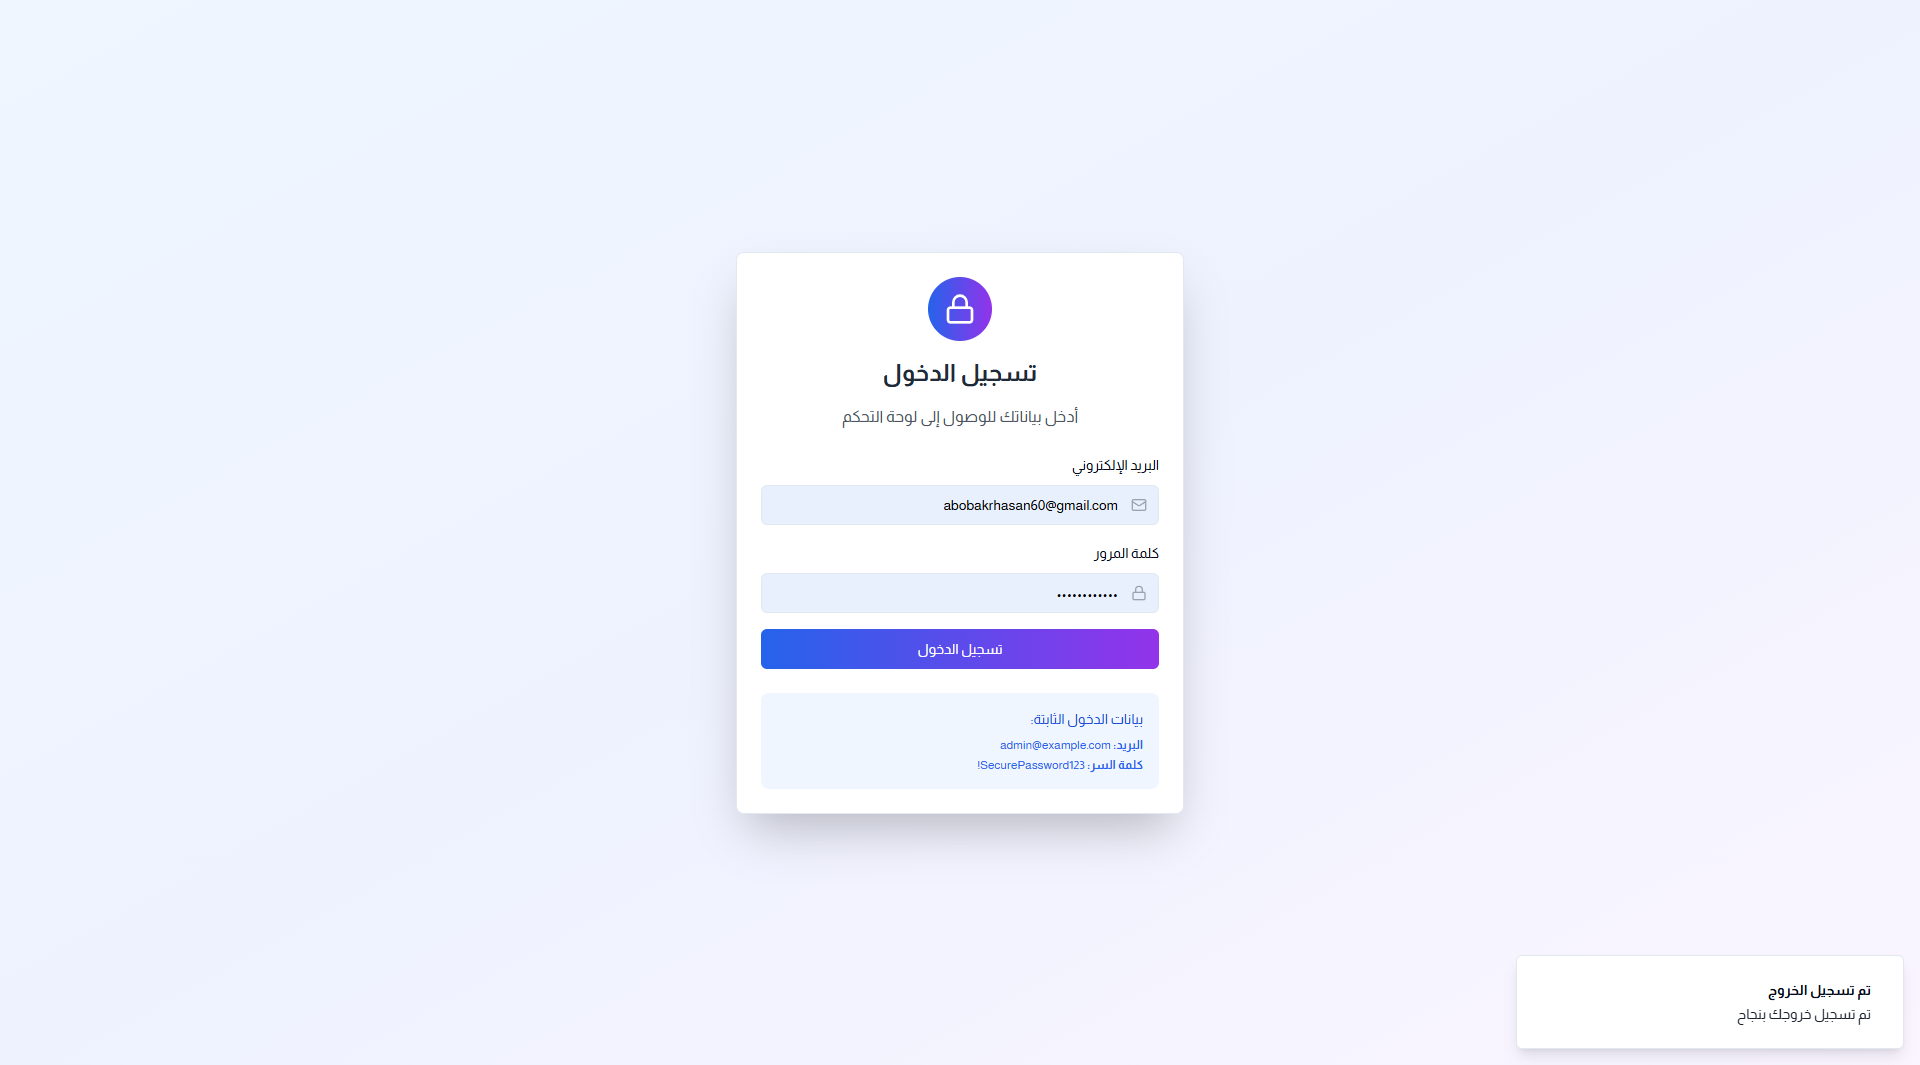 تسجيل الدخول
أدخل بياناتك للوصول إلى لوحة التحكم
البريد الإلكتروني
abobakrhasan60@gmail.com
كلمة المرور
••••••••••••
تسجيل الدخول
بيانات الدخول الثابتة:
البريد: admin@example.com
كلمة السر: SecurePassword123!
تم تسجيل الخروج
تم تسجيل خروجك بنجاح